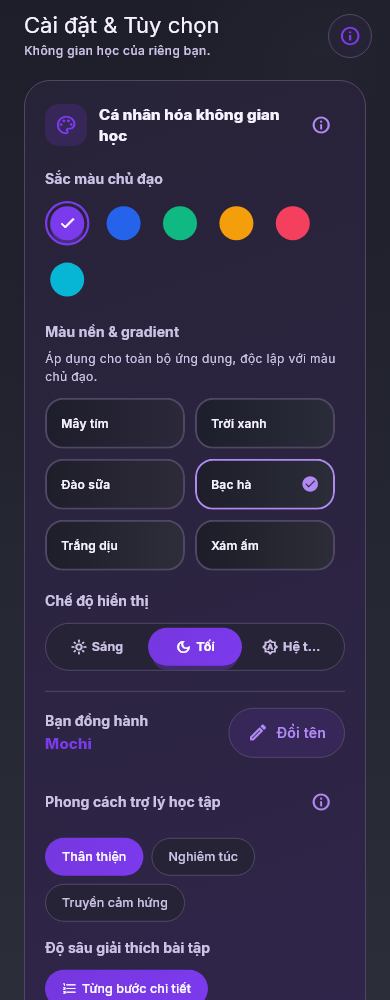 Cài đặt & Tùy chọn
Không gian học của riêng bạn.
Cá nhân hóa không gian
học
Sắc màu chủ đạo
Màu nền & gradient
Áp dụng cho toàn bộ ứng dụng, độc lập với màu
chủ đạo.
Mây tím
Trời xanh
Đào sữa
Bạc hà
Trắng dịu
Xám ấm
Chế độ hiển thị
Sáng
Tối
Hệ t...
Bạn đồng hành
Mochi
Đổi tên
Phong cách trợ lý học tập
Thân thiện
Nghiêm túc
Truyền cảm hứng
Độ sâu giải thích bài tập
Từng bước chi tiết